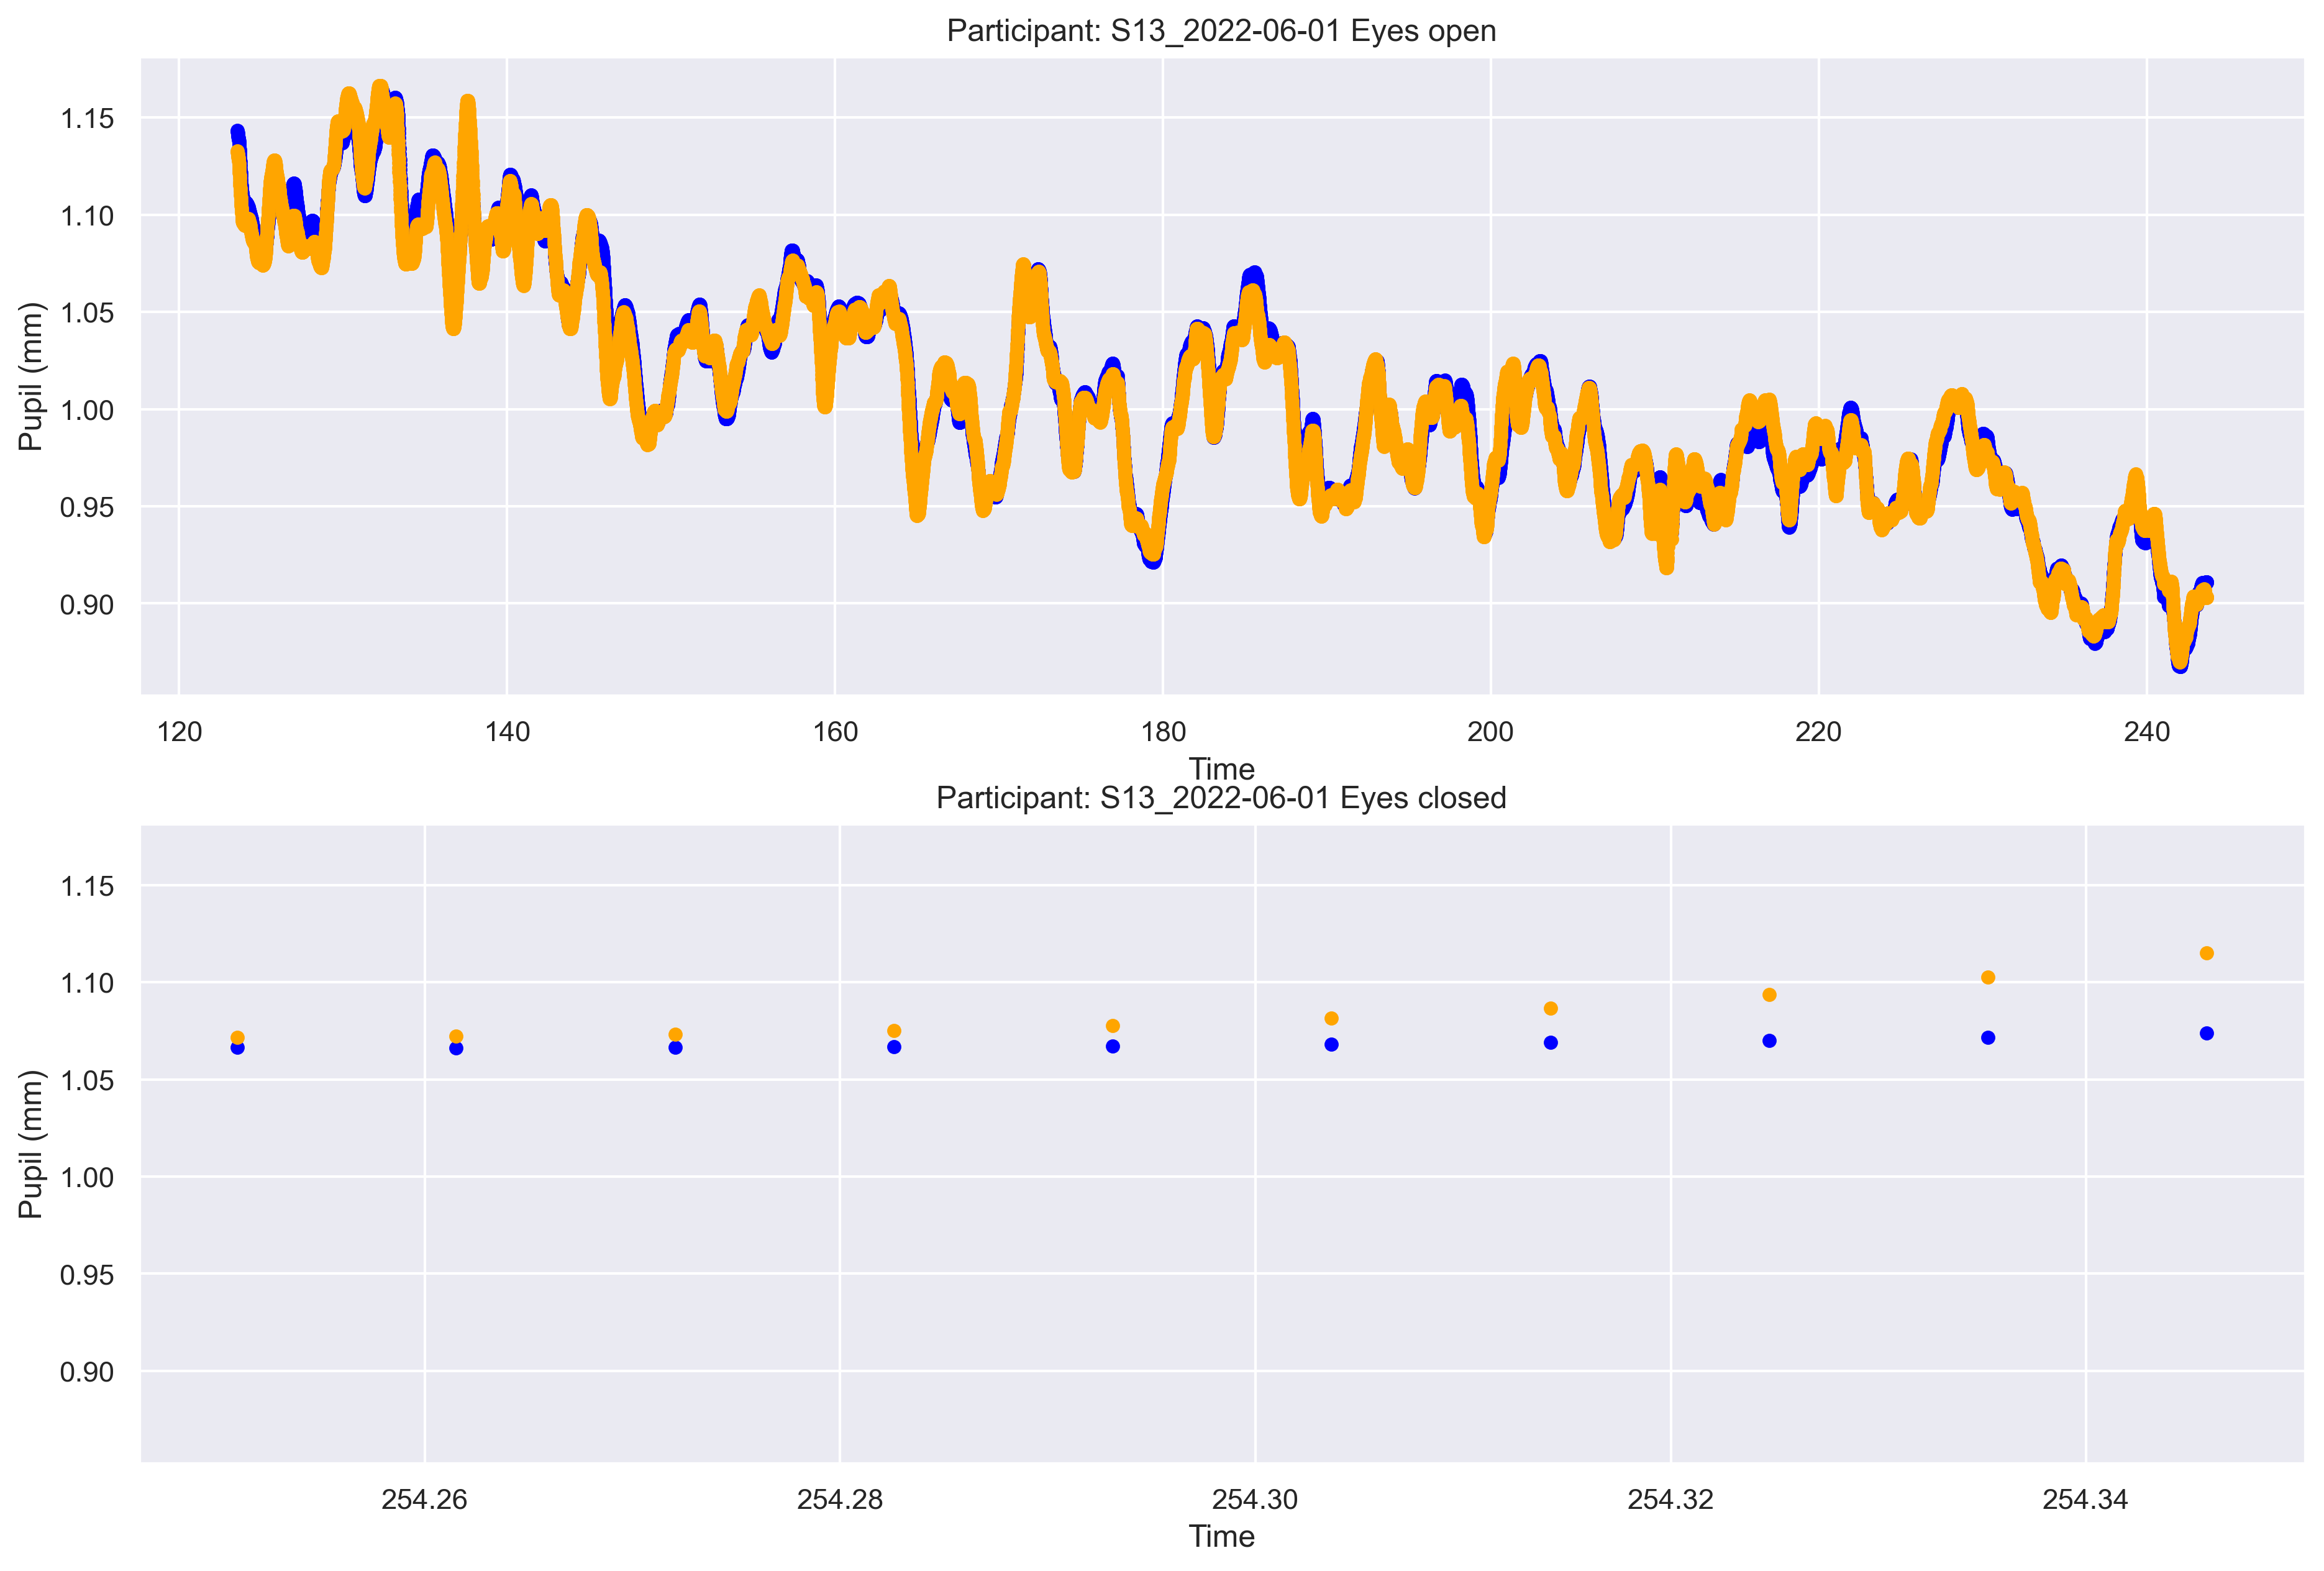 Participant: S13_2022-06-01 Eyes open
1.15
1.10
1.05
1.00
0.95
0.90
Pupil (mm)
120 140 160 180 200 220 240
Time
Participant: S13_2022-06-01 Eyes closed
1.15
1.10
1.05
1.00
0.95
0.90
Pupil (mm)
254.26 254.28 254.30 254.32 254.34
Time